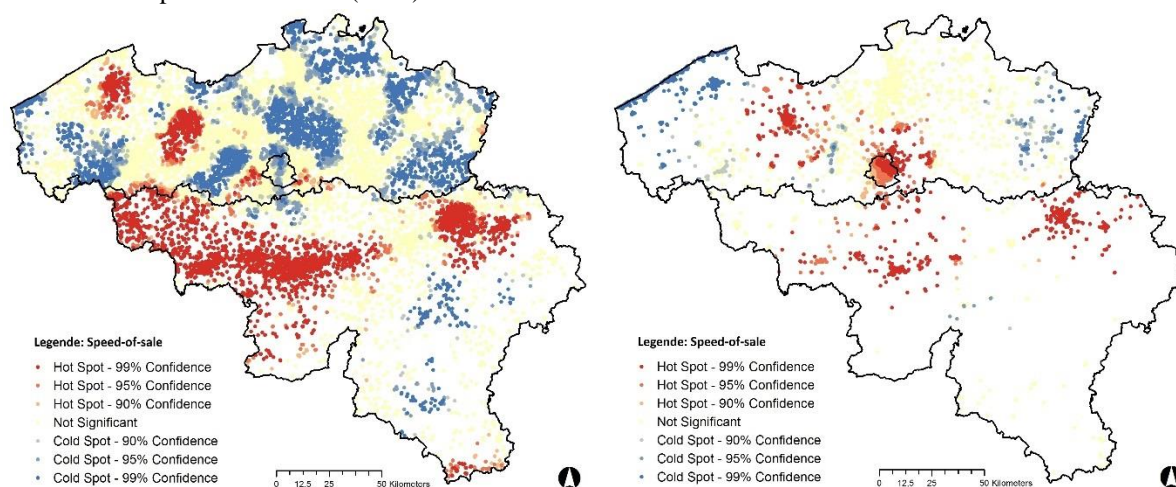 Legende: Speed-of-sale
Hot Spot - 99% Confidence
Hot Spot - 95% Confidence
Hot Spot - 90% Confidence
Not Significant
Cold Spot - 90% Confidence
Cold Spot - 95% Confidence
Cold Spot - 99% Confidence
0 12.5 25 50 Kilometers
Legende: Speed-of-sale
Hot Spot - 99% Confidence
Hot Spot - 95% Confidence
Hot Spot - 90% Confidence
Not Significant
Cold Spot - 90% Confidence
Cold Spot - 95% Confidence
Cold Spot - 99% Confidence
0 12.5 25 50 Kilometers